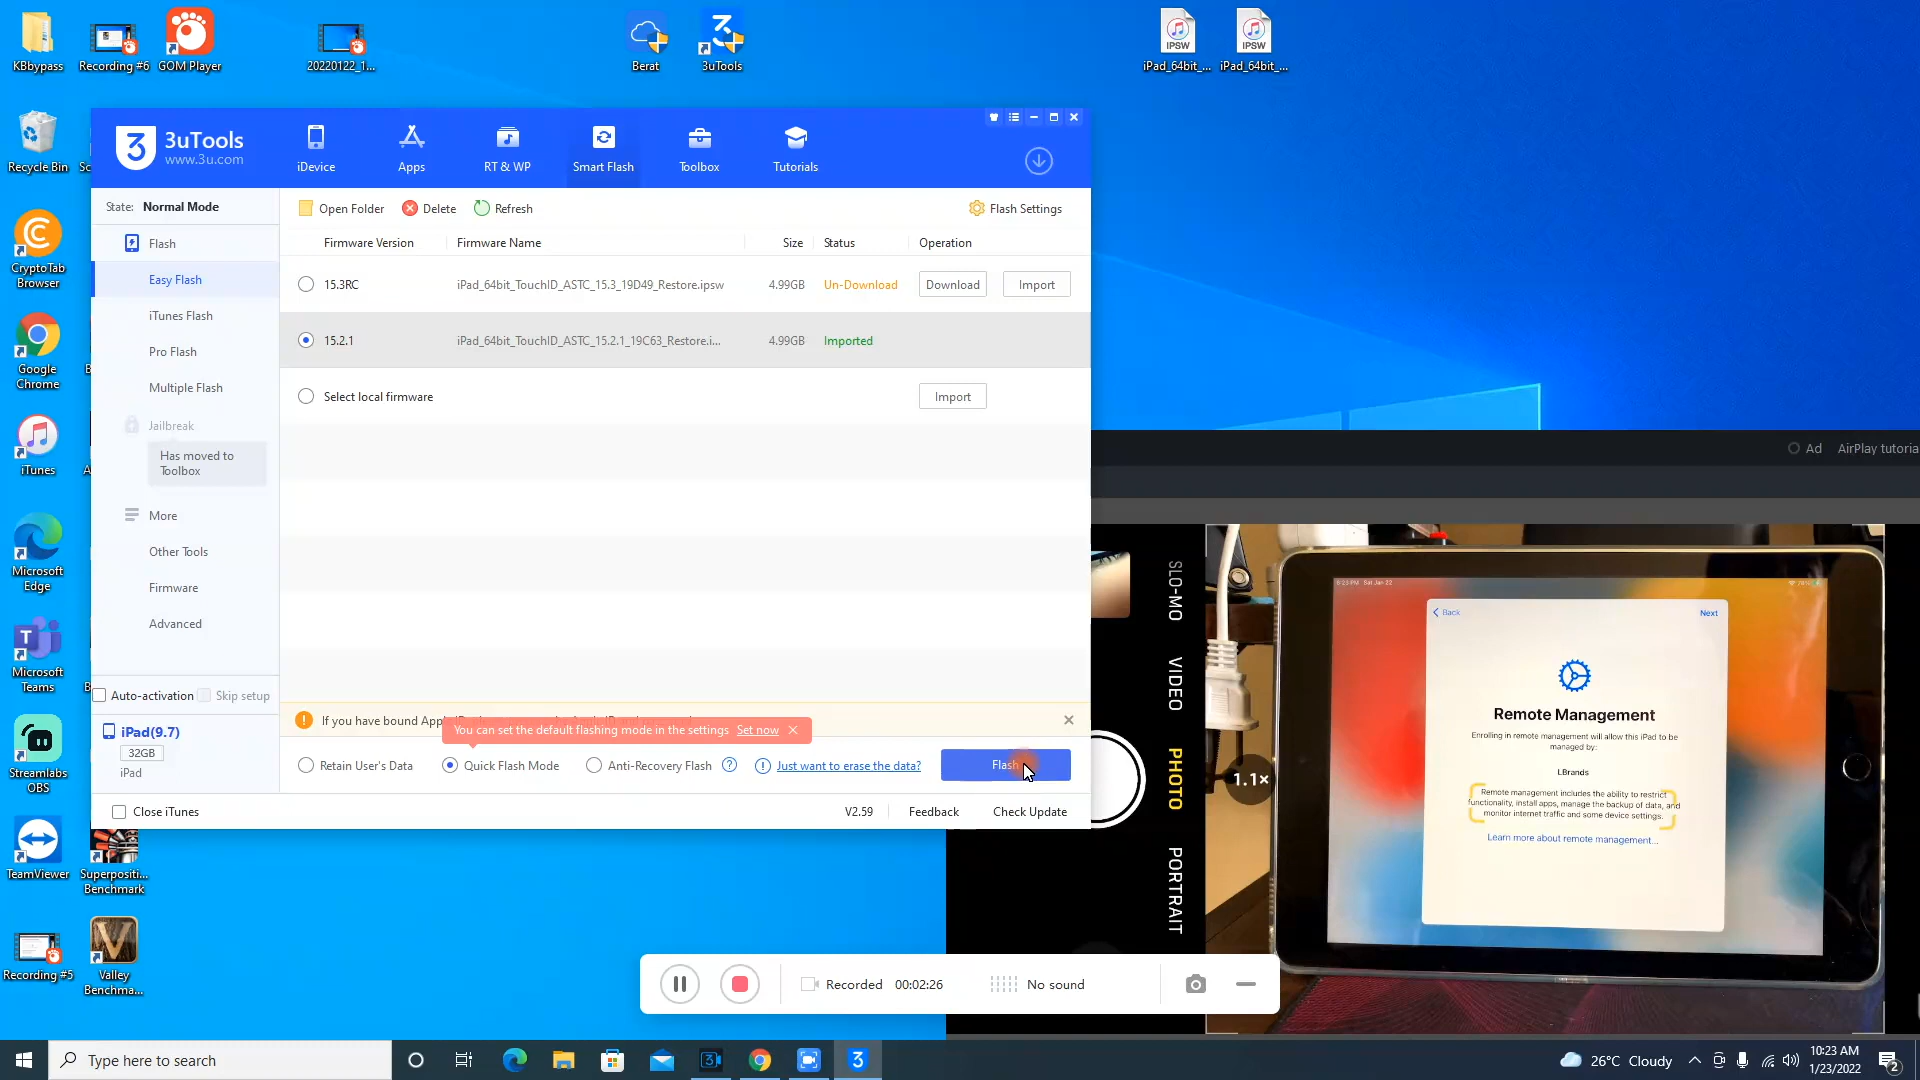 KBbypass
Recording #6
GOM Player
20220122_1...
Berat
3uTools
IPSW
iPad_64bit_...
IPSW
iPad_64bit_...
Recycle Bin
Sc
CryptoTab
Browser
Google
Chrome
B
iTunes
A
Microsoft
Edge
Microsoft
Teams
B
Streamlabs
OBS
TeamViewer
Superpositi...
Benchmark
Recording #5
Valley
Benchma...
3uTools
www.3u.com
iDevice
Apps
RT & WP
Smart Flash
Toolbox
Tutorials
State: Normal Mode
Flash
Easy Flash
iTunes Flash
Pro Flash
Multiple Flash
Jailbreak
Has moved to
Toolbox
More
Other Tools
Firmware
Advanced
Auto-activation
Skip setup
iPad(9.7)
32GB
iPad
Open Folder
Delete
Refresh
Flash Settings
Firmware Version
Firmware Name
Size
Status
Operation
15.3RC
iPad_64bit_TouchID_ASTC_15.3_19D49_Restore.ipsw
4.99GB
Un-Download
Download
Import
15.2.1
iPad_64bit_TouchID_ASTC_15.2.1_19C63_Restore.i...
4.99GB
Imported
Select local firmware
Import
If you have bound
You can set the default flashing mode in the settings Set now
Retain User's Data
Quick Flash Mode
Anti-Recovery Flash
Just want to erase the data?
Flash
Close iTunes
V2.59
Feedback
Check Update
Ad
AirPlay tutoria
SLO-MO
VIDEO
PHOTO
PORTRAIT
1.1×
6:23 PM Sat Jan 22
Back
Next
Remote Management
Enrolling in remote management will allow this iPad to be
managed by:
LBrands
Remote management includes the ability to restrict
functionality, install apps, manage the backup of data, and
monitor internet traffic and some device settings.
Learn more about remote management...
Recorded 00:02:26
No sound
Type here to search
26°C Cloudy
10:23 AM
1/23/2022
2